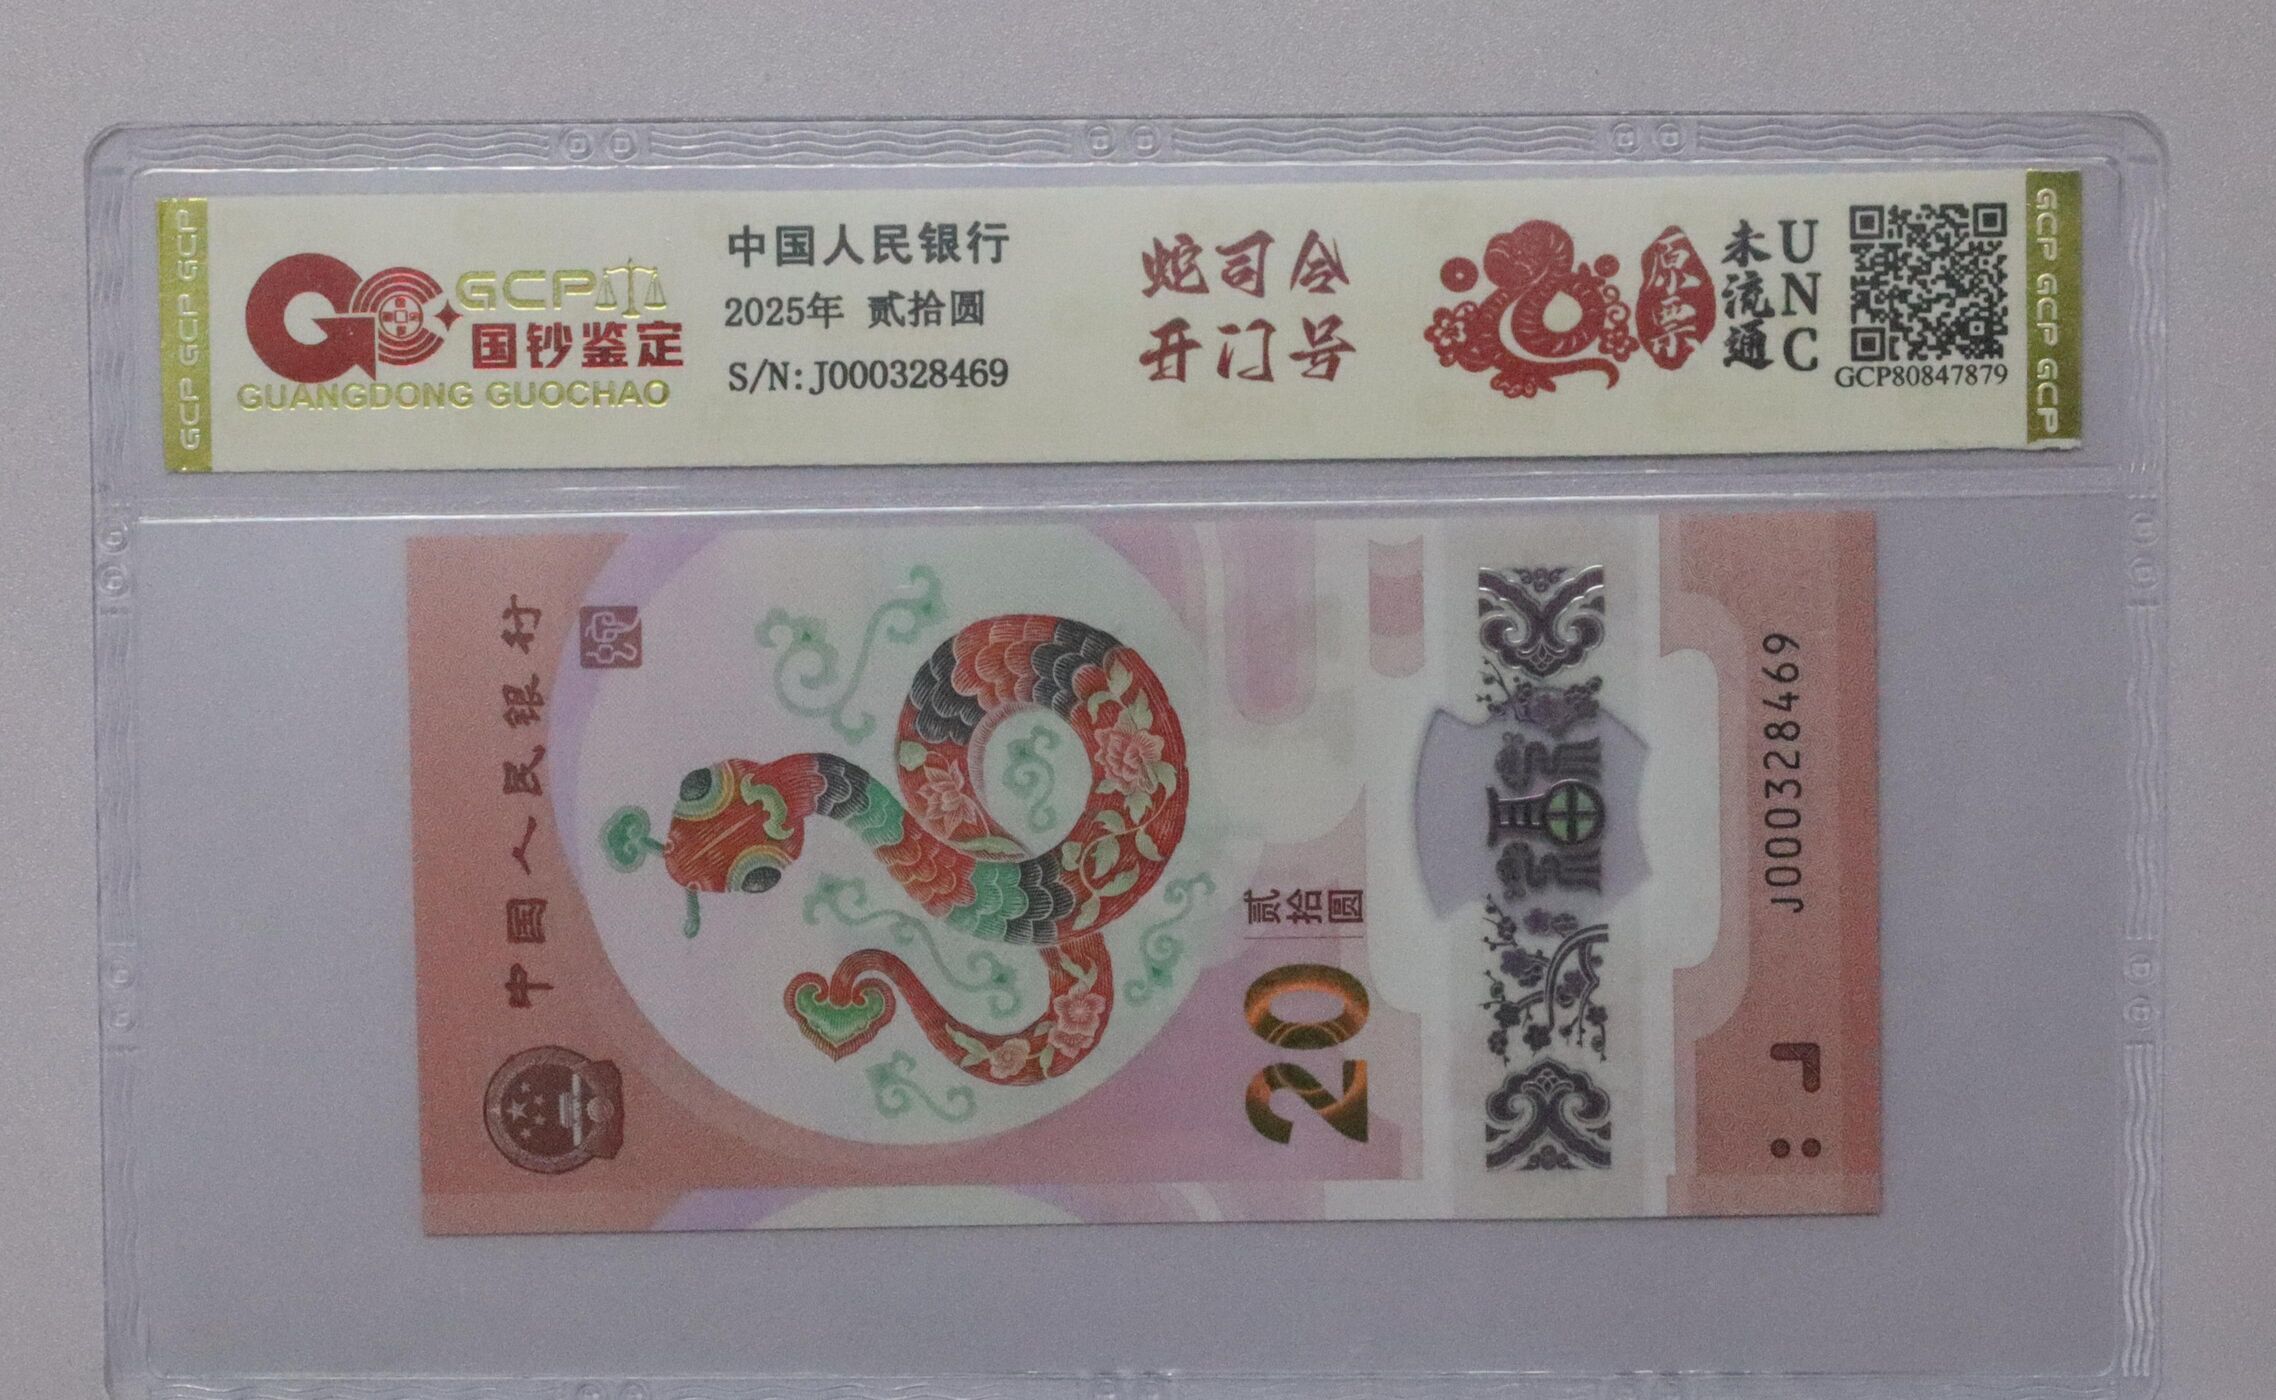 GCP GCP GCP
GCP
国钞鉴定
GUANGDONG GUOCHAO
中国人民银行
2025年 贰拾圆
S/N:J000328469
蛇司令
开门号
原票
未流通
UNC
GCP80847879
GCP GCP GCP
中国人民银行
贰拾圆
20
福
J000328469